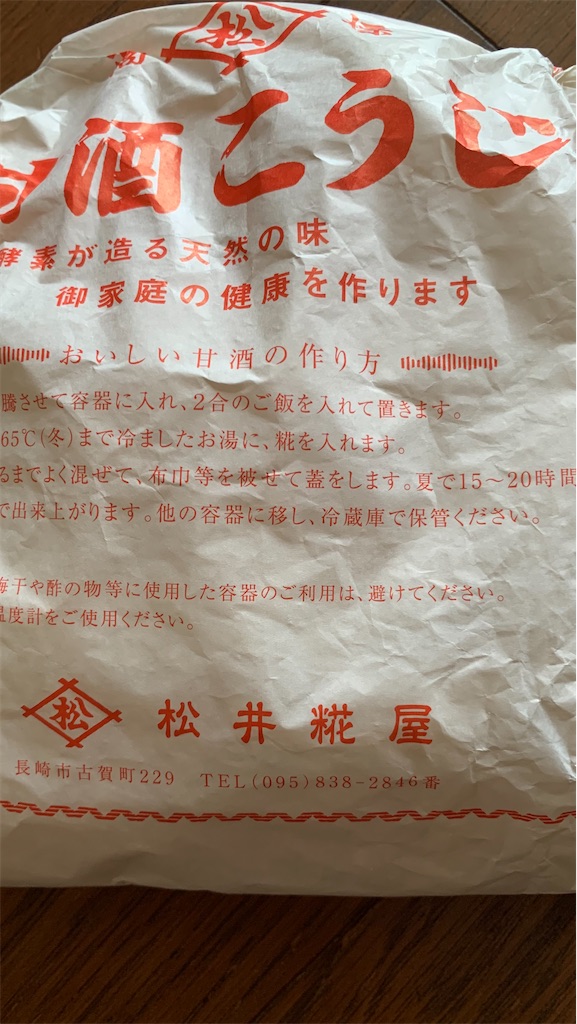 松
酒こうじ
酵素が造る天然の味
御家庭の健康を作ります
おいしい甘酒の作り方
騰させて容器に入れ、2合のご飯を入れて置きます。
65℃(冬)まで冷ましたお湯に、糀を入れます。
るまでよく混ぜて、布巾等を被せて蓋をします。夏で15〜20時間
で出来上がります。他の容器に移し、冷蔵庫で保管ください。
梅干や酢の物等に使用した容器のご利用は、避けてください。
温度計をご使用ください。
松 松井糀屋
長崎市古賀町229 TEL(095)838-2846番